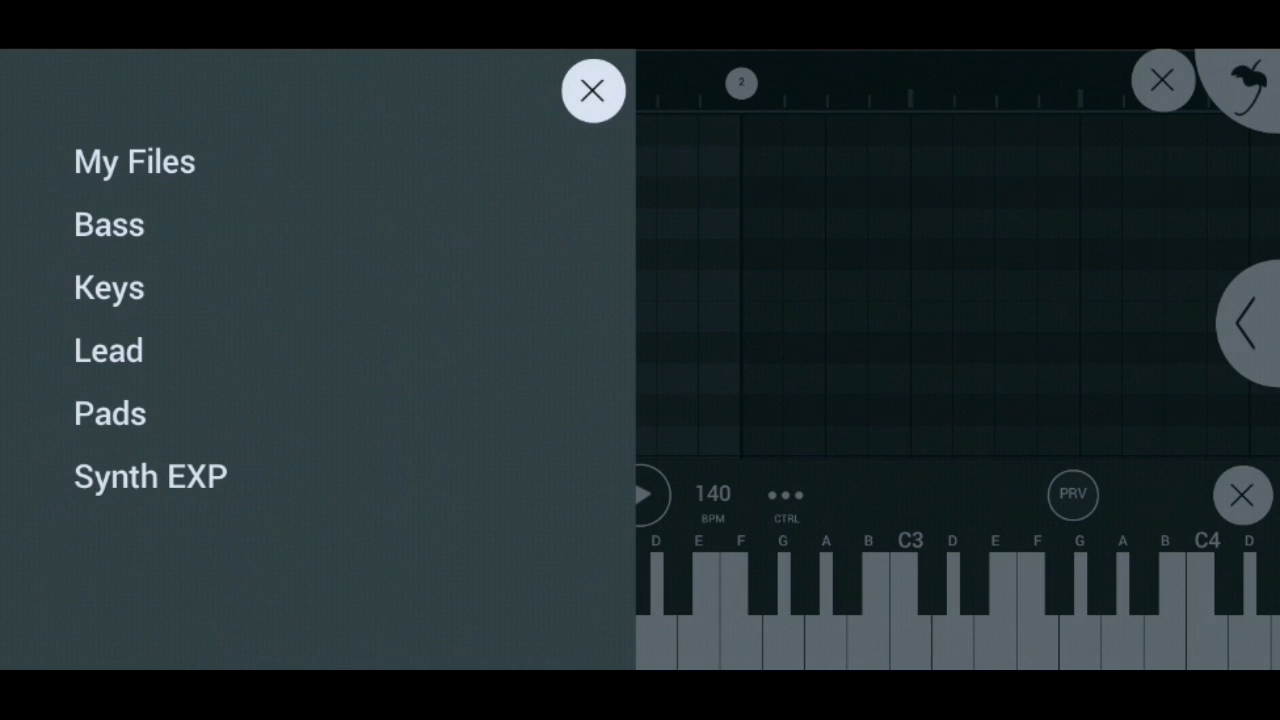 My Files
Bass
Keys
Lead
Pads
Synth EXP
2
140
BPM
CTRL
PRV
D E F G A B C3 D E F G A B C4 D